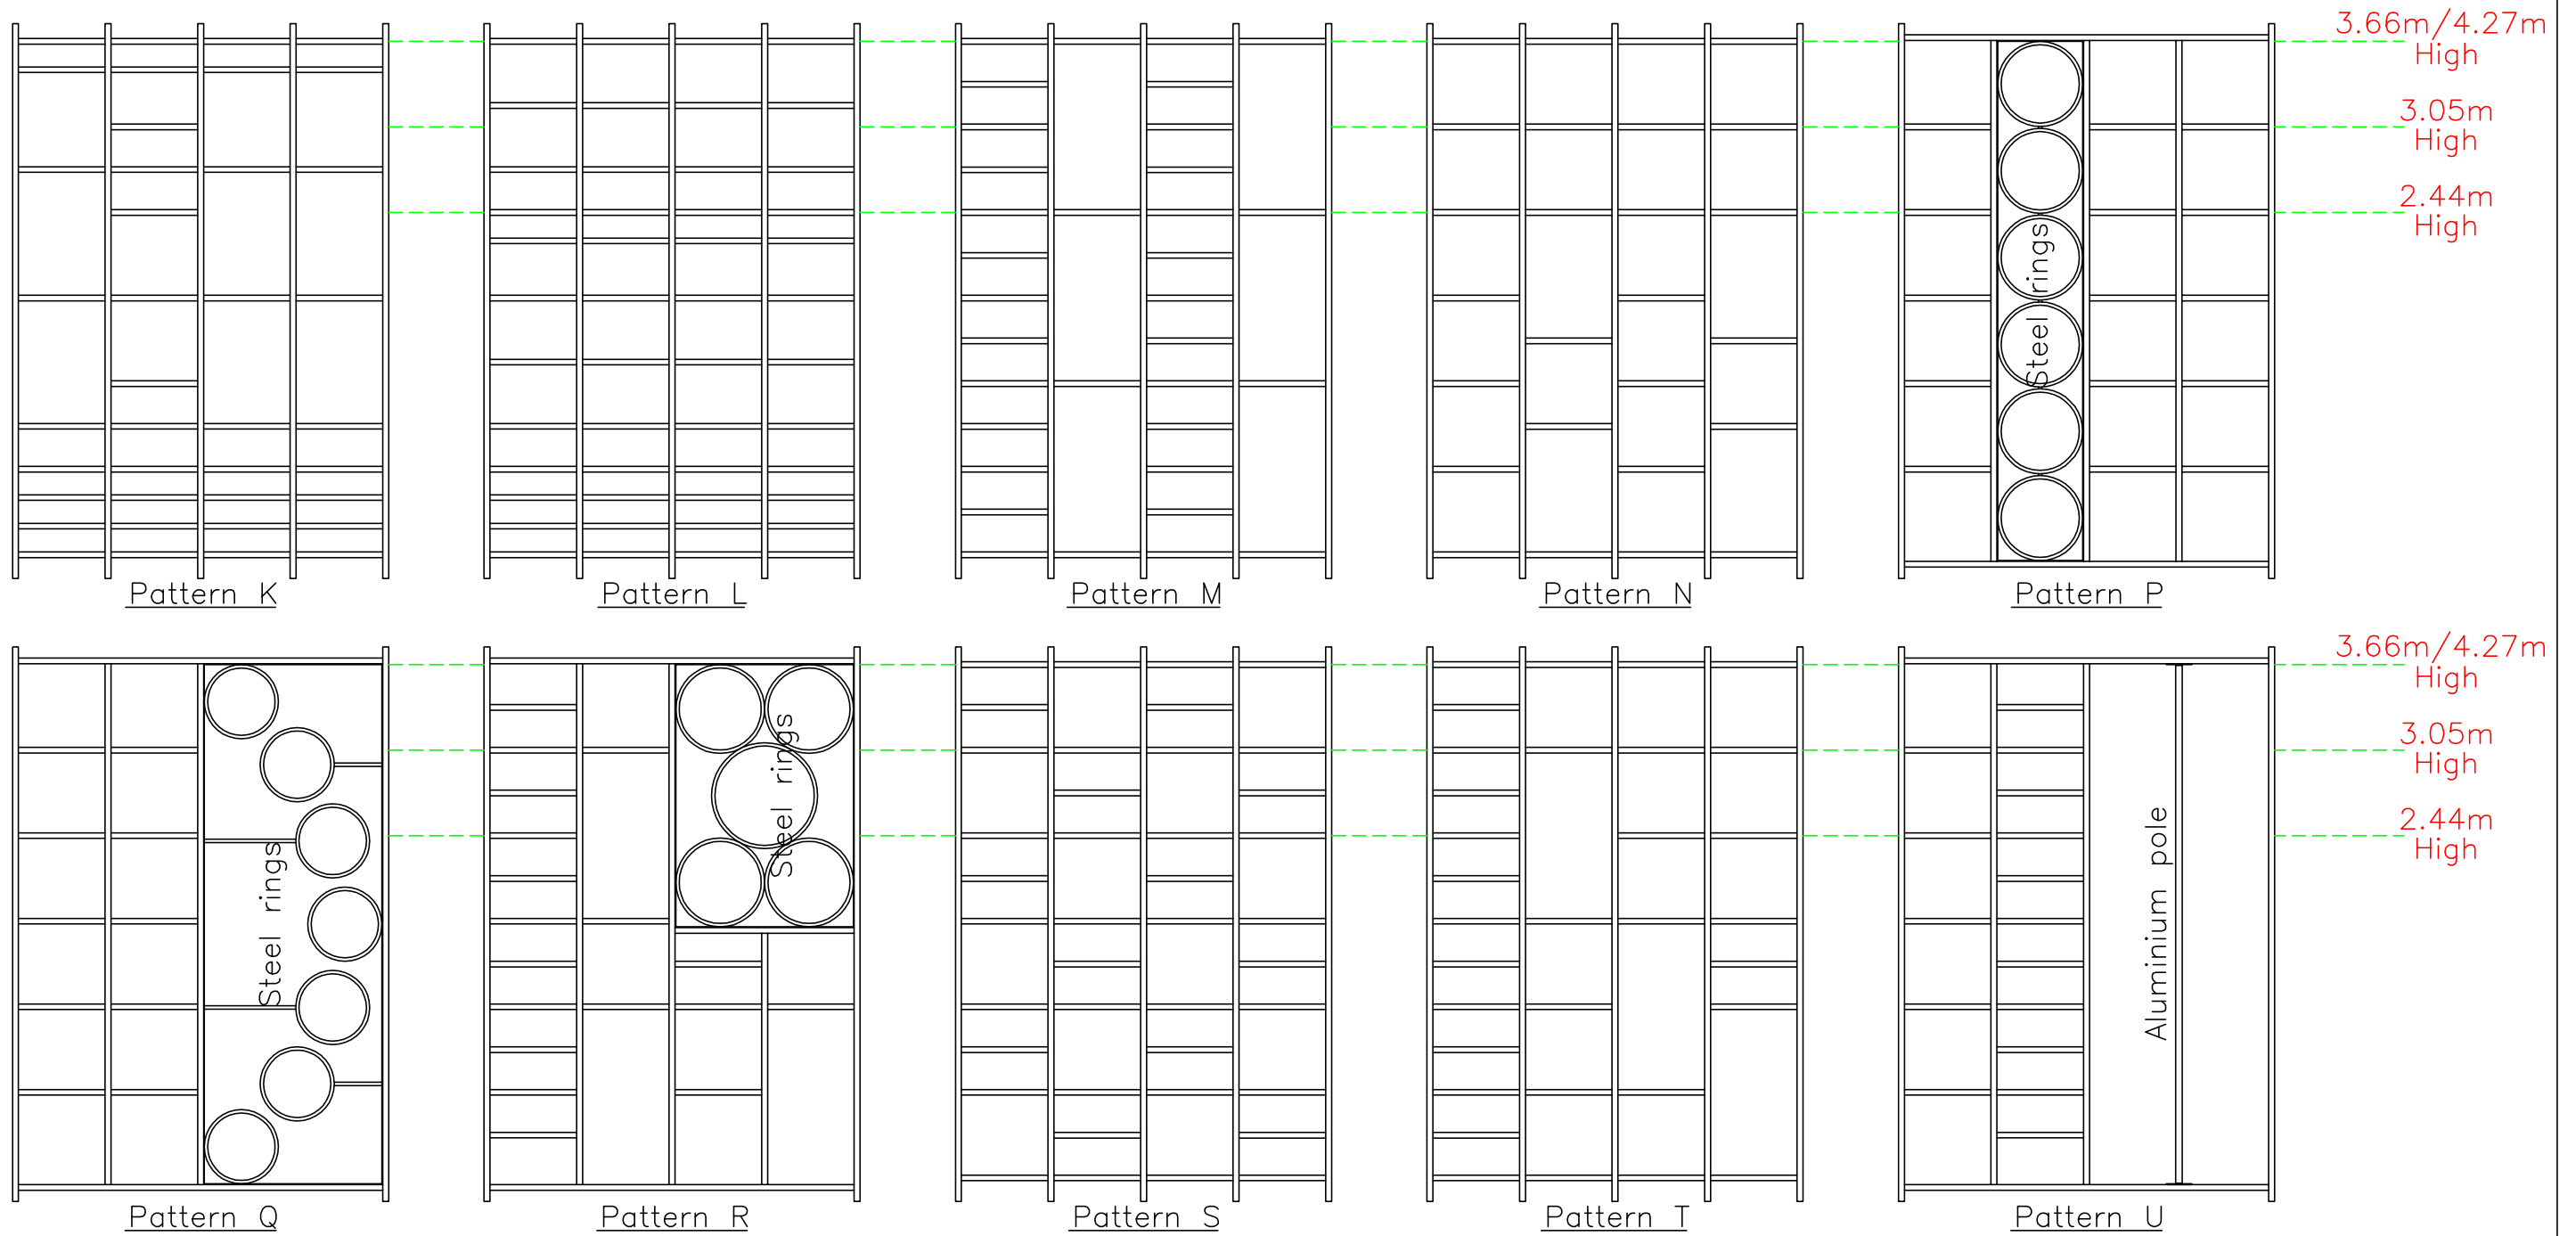 3.66m/4.27m
High
3.05m
High
2.44m
High
Steel rings
Pattern K
Pattern L
Pattern M
Pattern N
Pattern P
3.66m/4.27m
High
3.05m
High
2.44m
High
Steel rings
Steel rings
Aluminium pole
Pattern Q
Pattern R
Pattern S
Pattern T
Pattern U